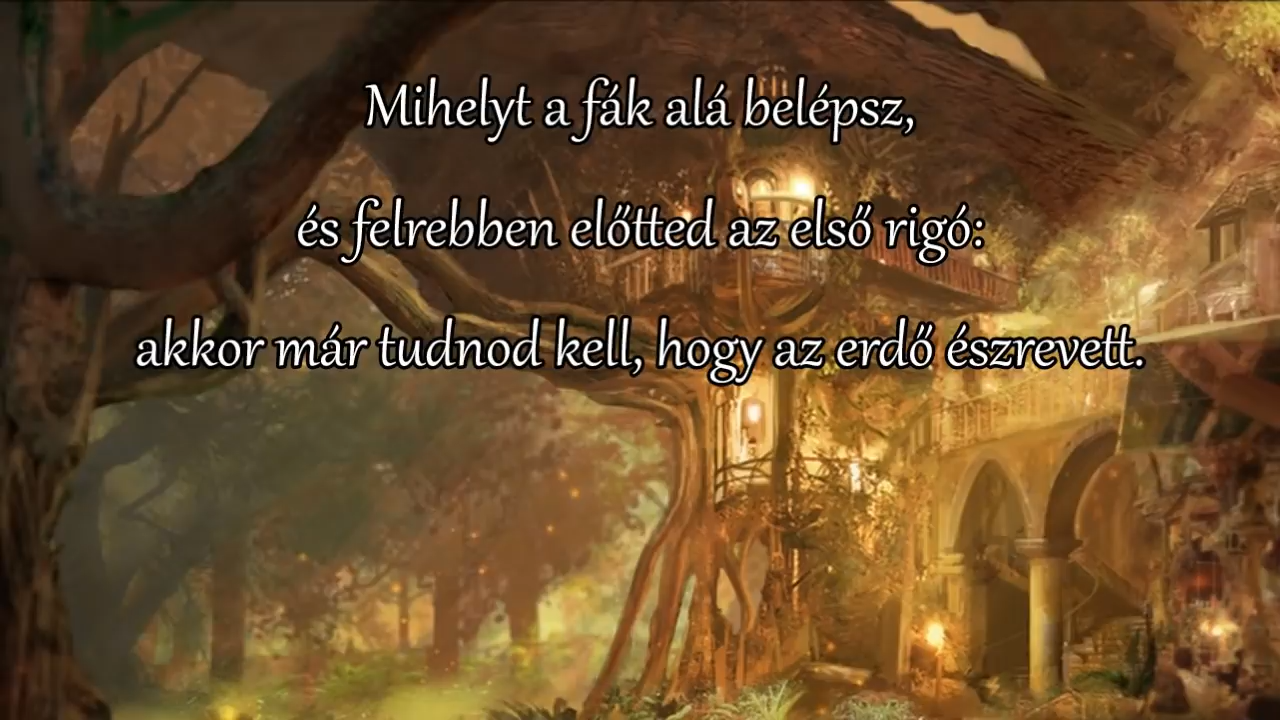 Mihelyt a fák alá belépsz,
és felrebben előtted az első rigó:
akkor már tudnod kell, hogy az erdő észrevett.